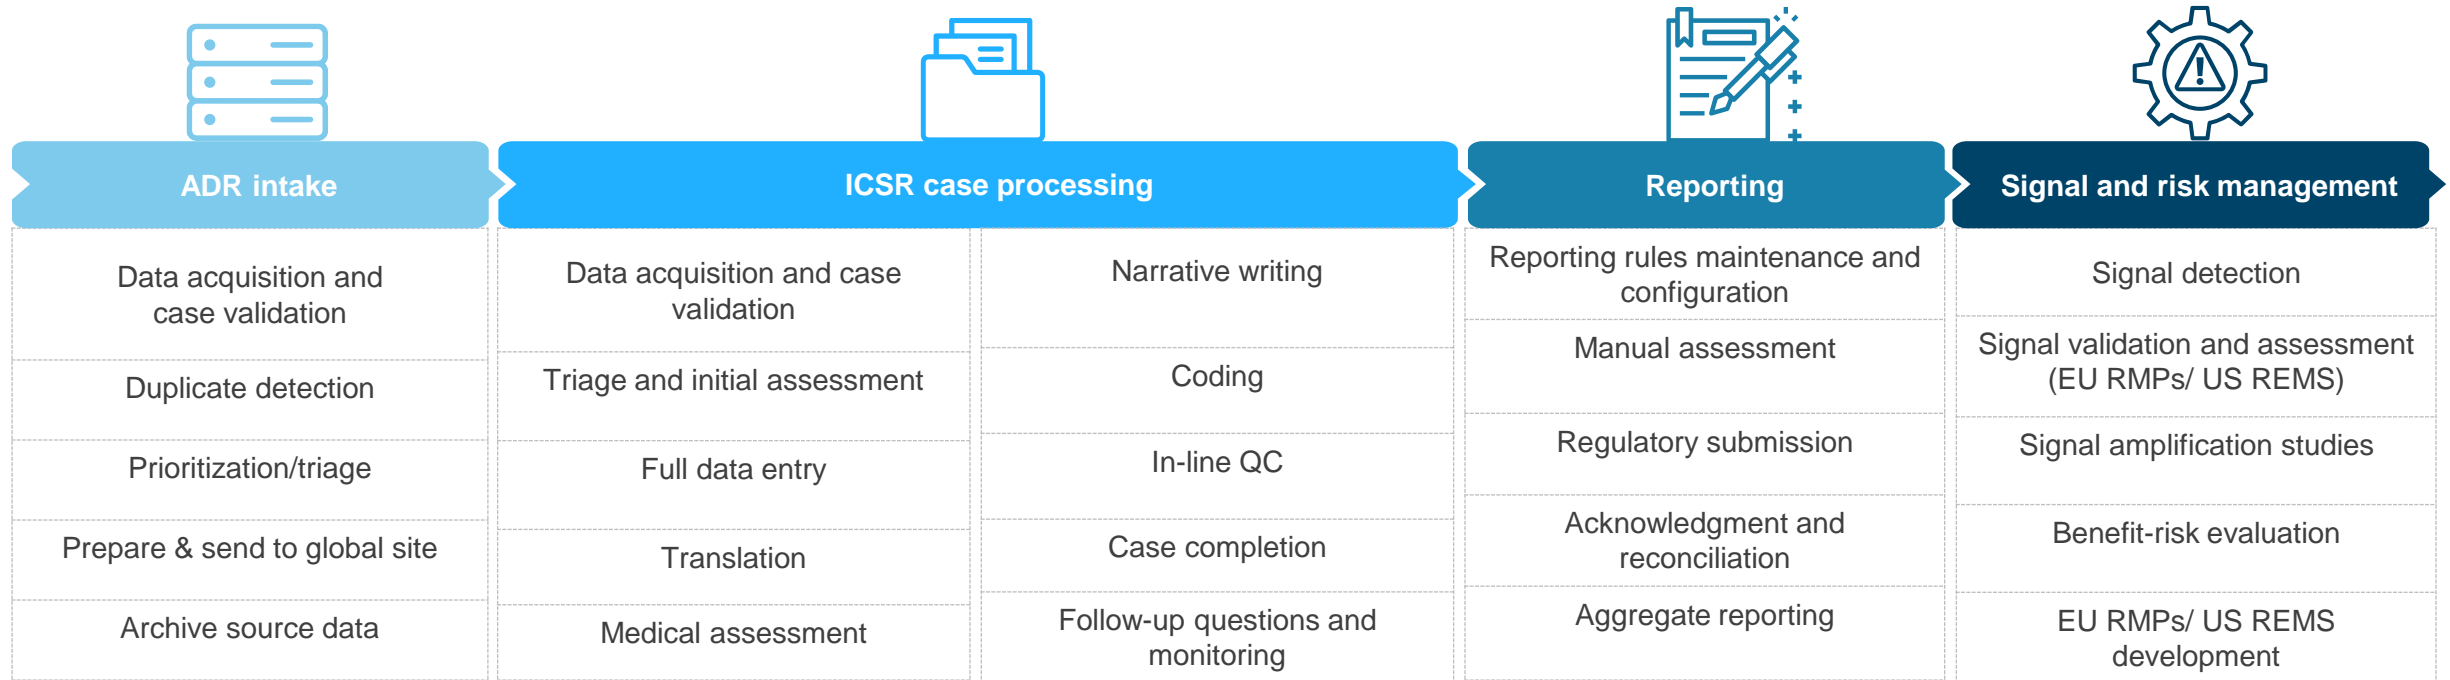 ADR intake
ICSR case processing
Reporting
Signal and risk management
Data acquisition and
case validation
Duplicate detection
Prioritization/triage
Prepare & send to global site
Archive source data
Data acquisition and case
validation
Triage and initial assessment
Full data entry
Translation
Medical assessment
Narrative writing
Coding
In-line QC
Case completion
Follow-up questions and
monitoring
Reporting rules maintenance and
configuration
Manual assessment
Regulatory submission
Acknowledgment and
reconciliation
Aggregate reporting
Signal detection
Signal validation and assessment
(EU RMPs/ US REMS)
Signal amplification studies
Benefit-risk evaluation
EU RMPs/ US REMS
development